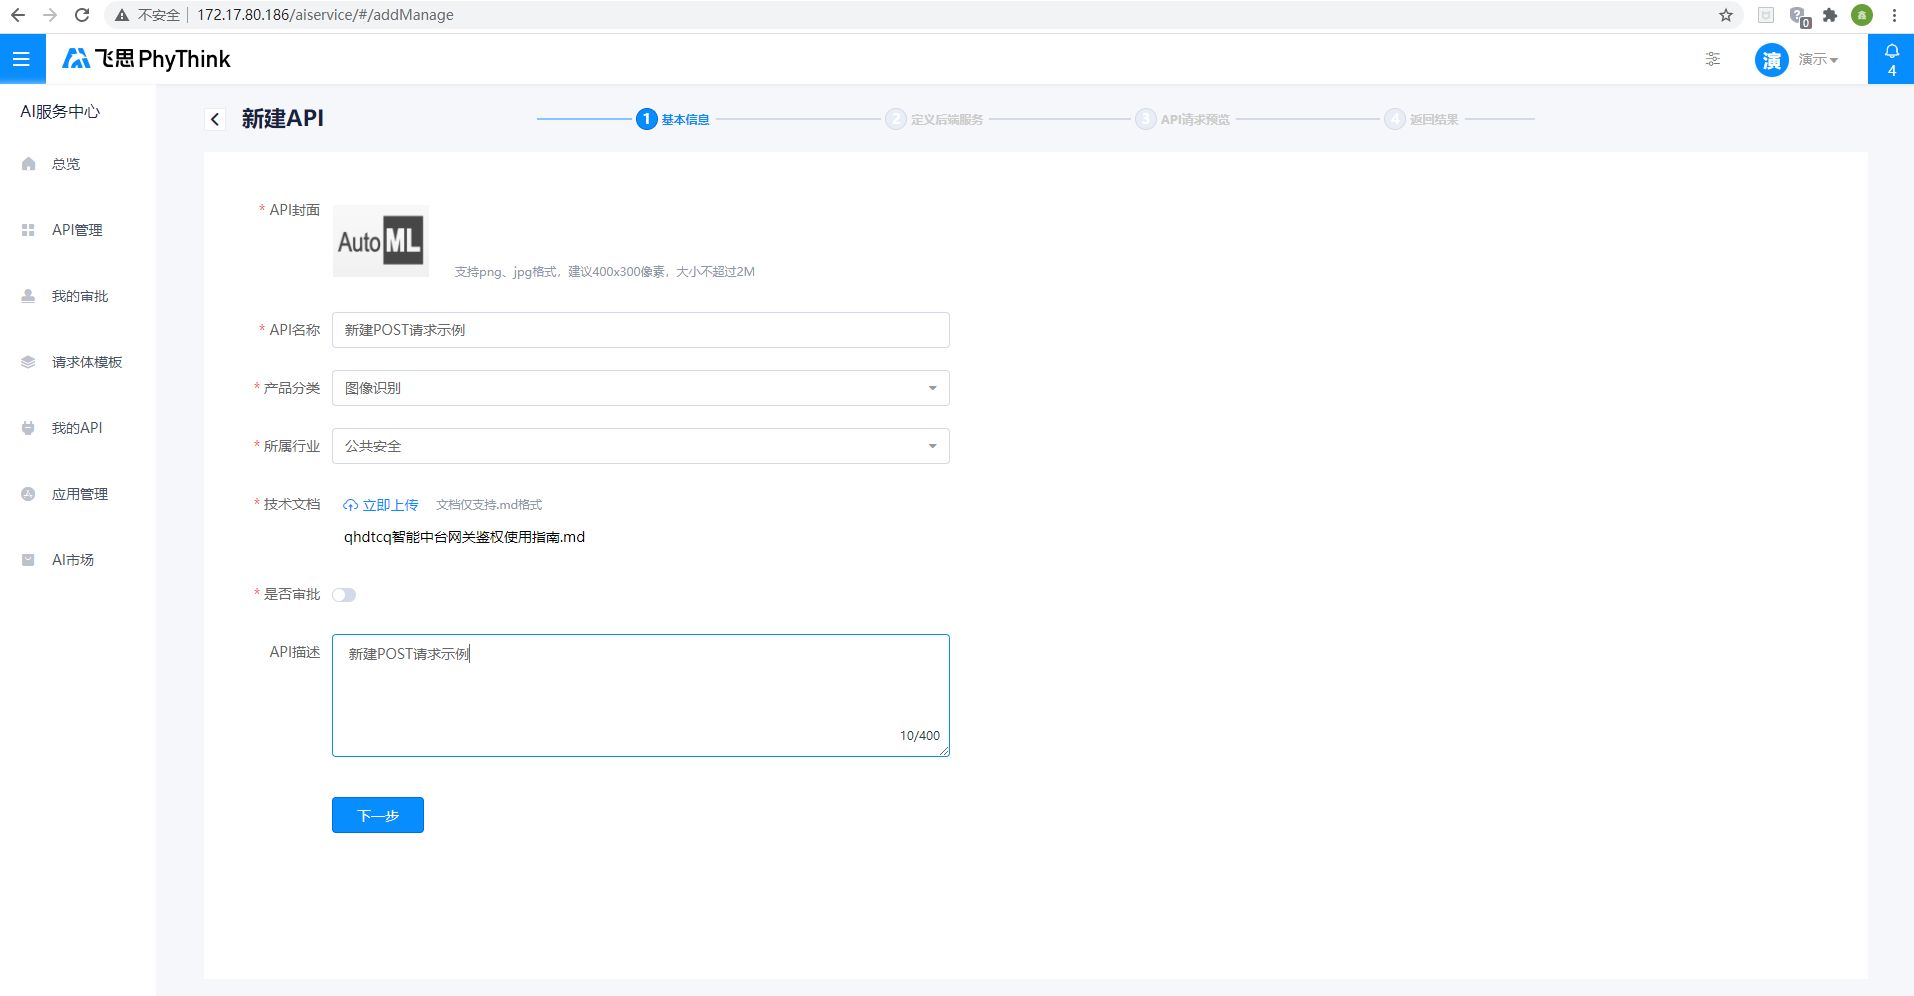 不安全 172.17.80.186/aiservice/#/addManage
0
鑫
飞思 PhyThink
演 演示
4
AI服务中心
总览
API管理
我的审批
请求体模板
我的API
应用管理
AI市场
新建API
1 基本信息
2 定义后端服务
3 API请求预览
4 返回结果
* API封面
Auto ML
支持png、jpg格式，建议400x300像素，大小不超过2M
* API名称 新建POST请求示例
* 产品分类 图像识别
* 所属行业 公共安全
* 技术文档 立即上传 文档仅支持.md格式
qhdtcq智能中台网关鉴权使用指南.md
* 是否审批
API描述 新建POST请求示例
10/400
下一步